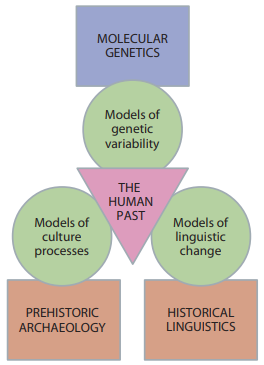 MOLECULAR
GENETICS
Models of
genetic
variability
THE
HUMAN
PAST
Models of
culture
processes
Models of
linguistic
change
PREHISTORIC
ARCHAEOLOGY
HISTORICAL
LINGUISTICS